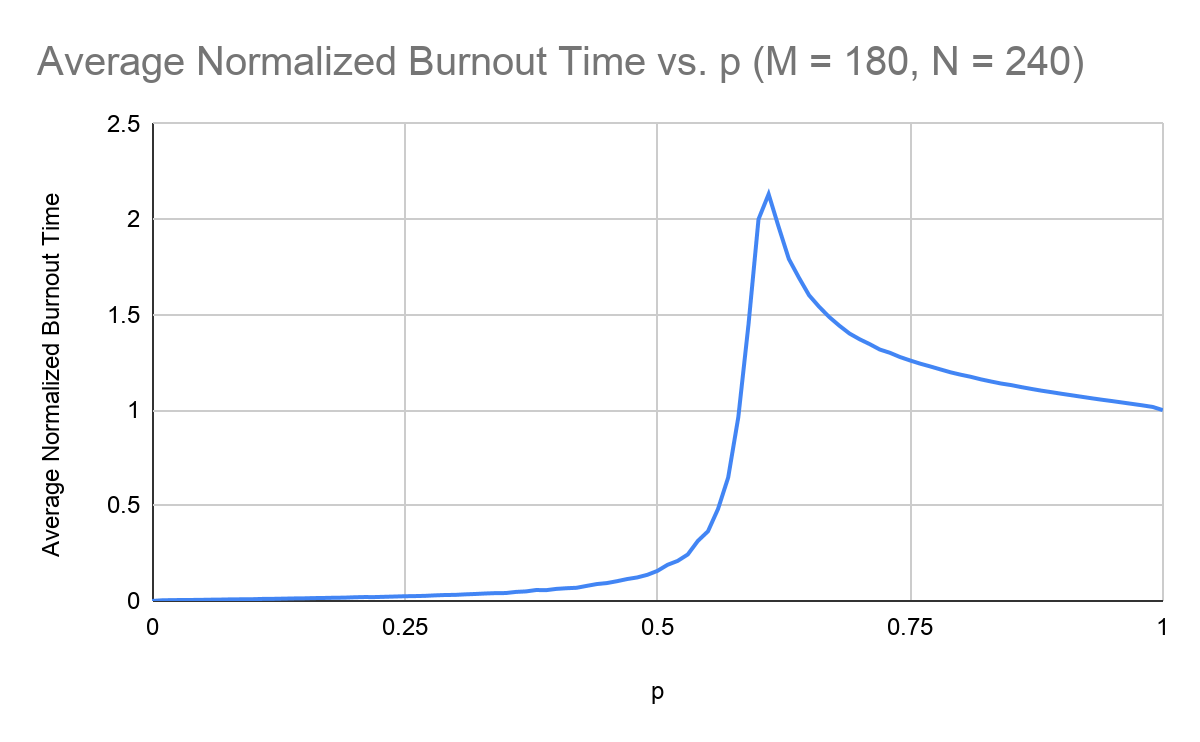 Average Normalized Burnout Time vs. p (M = 180, N = 240)
Average Normalized Burnout Time
2.5
2
1.5
1
0.5
0
0 0.25 0.5 0.75 1
p